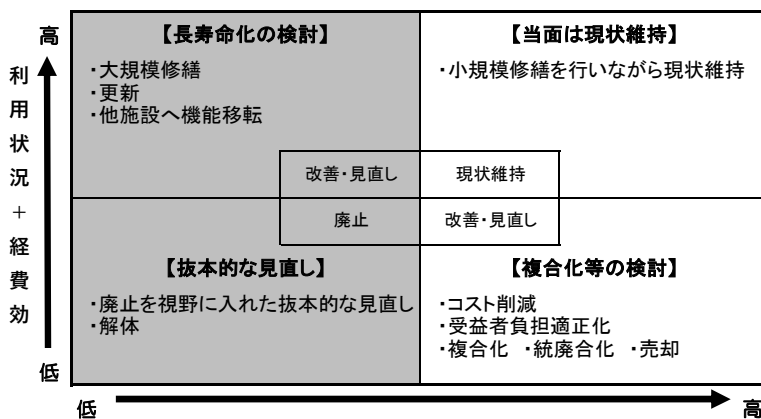 高
利用状況＋経費効
低
【長寿命化の検討】
・大規模修繕
・更新
・他施設へ機能移転
【当面は現状維持】
・小規模修繕を行いながら現状維持
改善・見直し
現状維持
廃止
改善・見直し
【抜本的な見直し】
・廃止を視野に入れた抜本的な見直し
・解体
【複合化等の検討】
・コスト削減
・受益者負担適正化
・複合化 ・統廃合化 ・売却
低
高